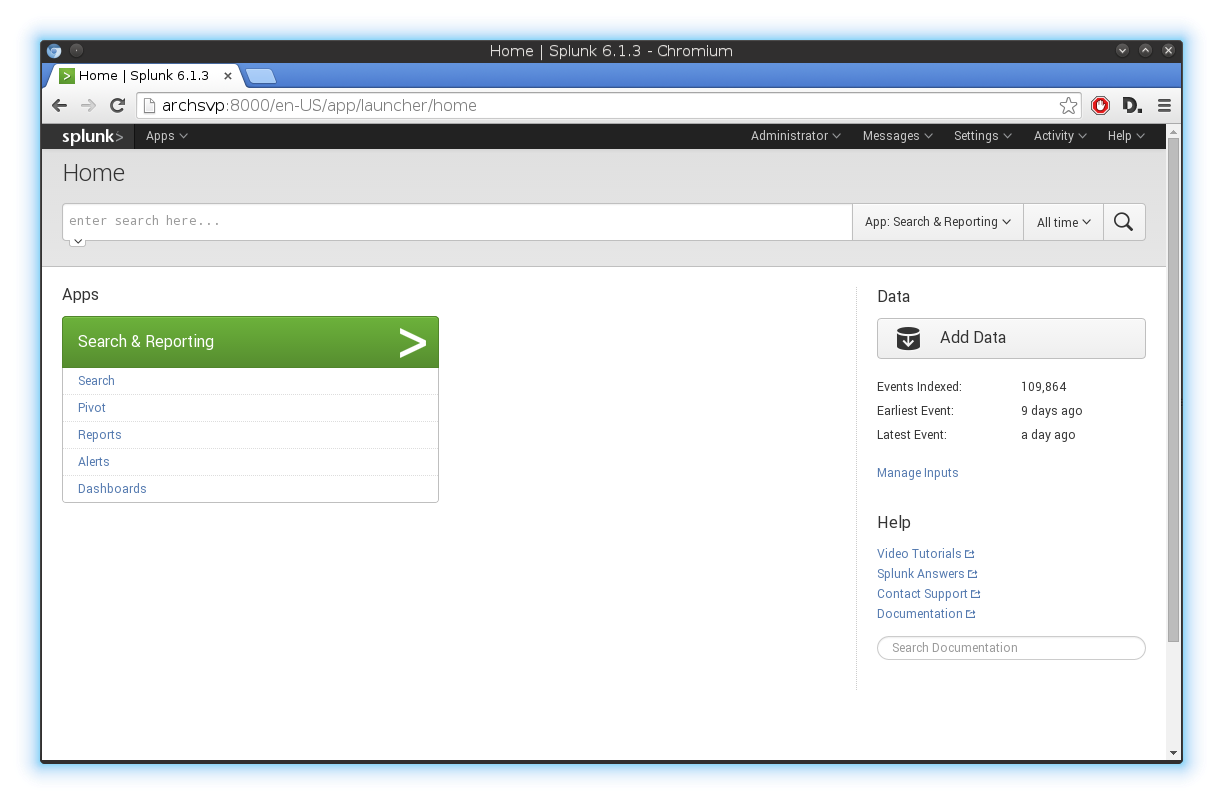 Home | Splunk 6.1.3 - Chromium
Home | Splunk 6.1.3
archsvp:8000/en-US/app/launcher/home
D.
splunk> Apps Administrator Messages Settings Activity Help
Home
enter search here... App: Search & Reporting All time
Apps
Search & Reporting >
Search
Pivot
Reports
Alerts
Dashboards
Data
Add Data
Events Indexed: 109,864
Earliest Event: 9 days ago
Latest Event: a day ago
Manage Inputs
Help
Video Tutorials
Splunk Answers
Contact Support
Documentation
Search Documentation